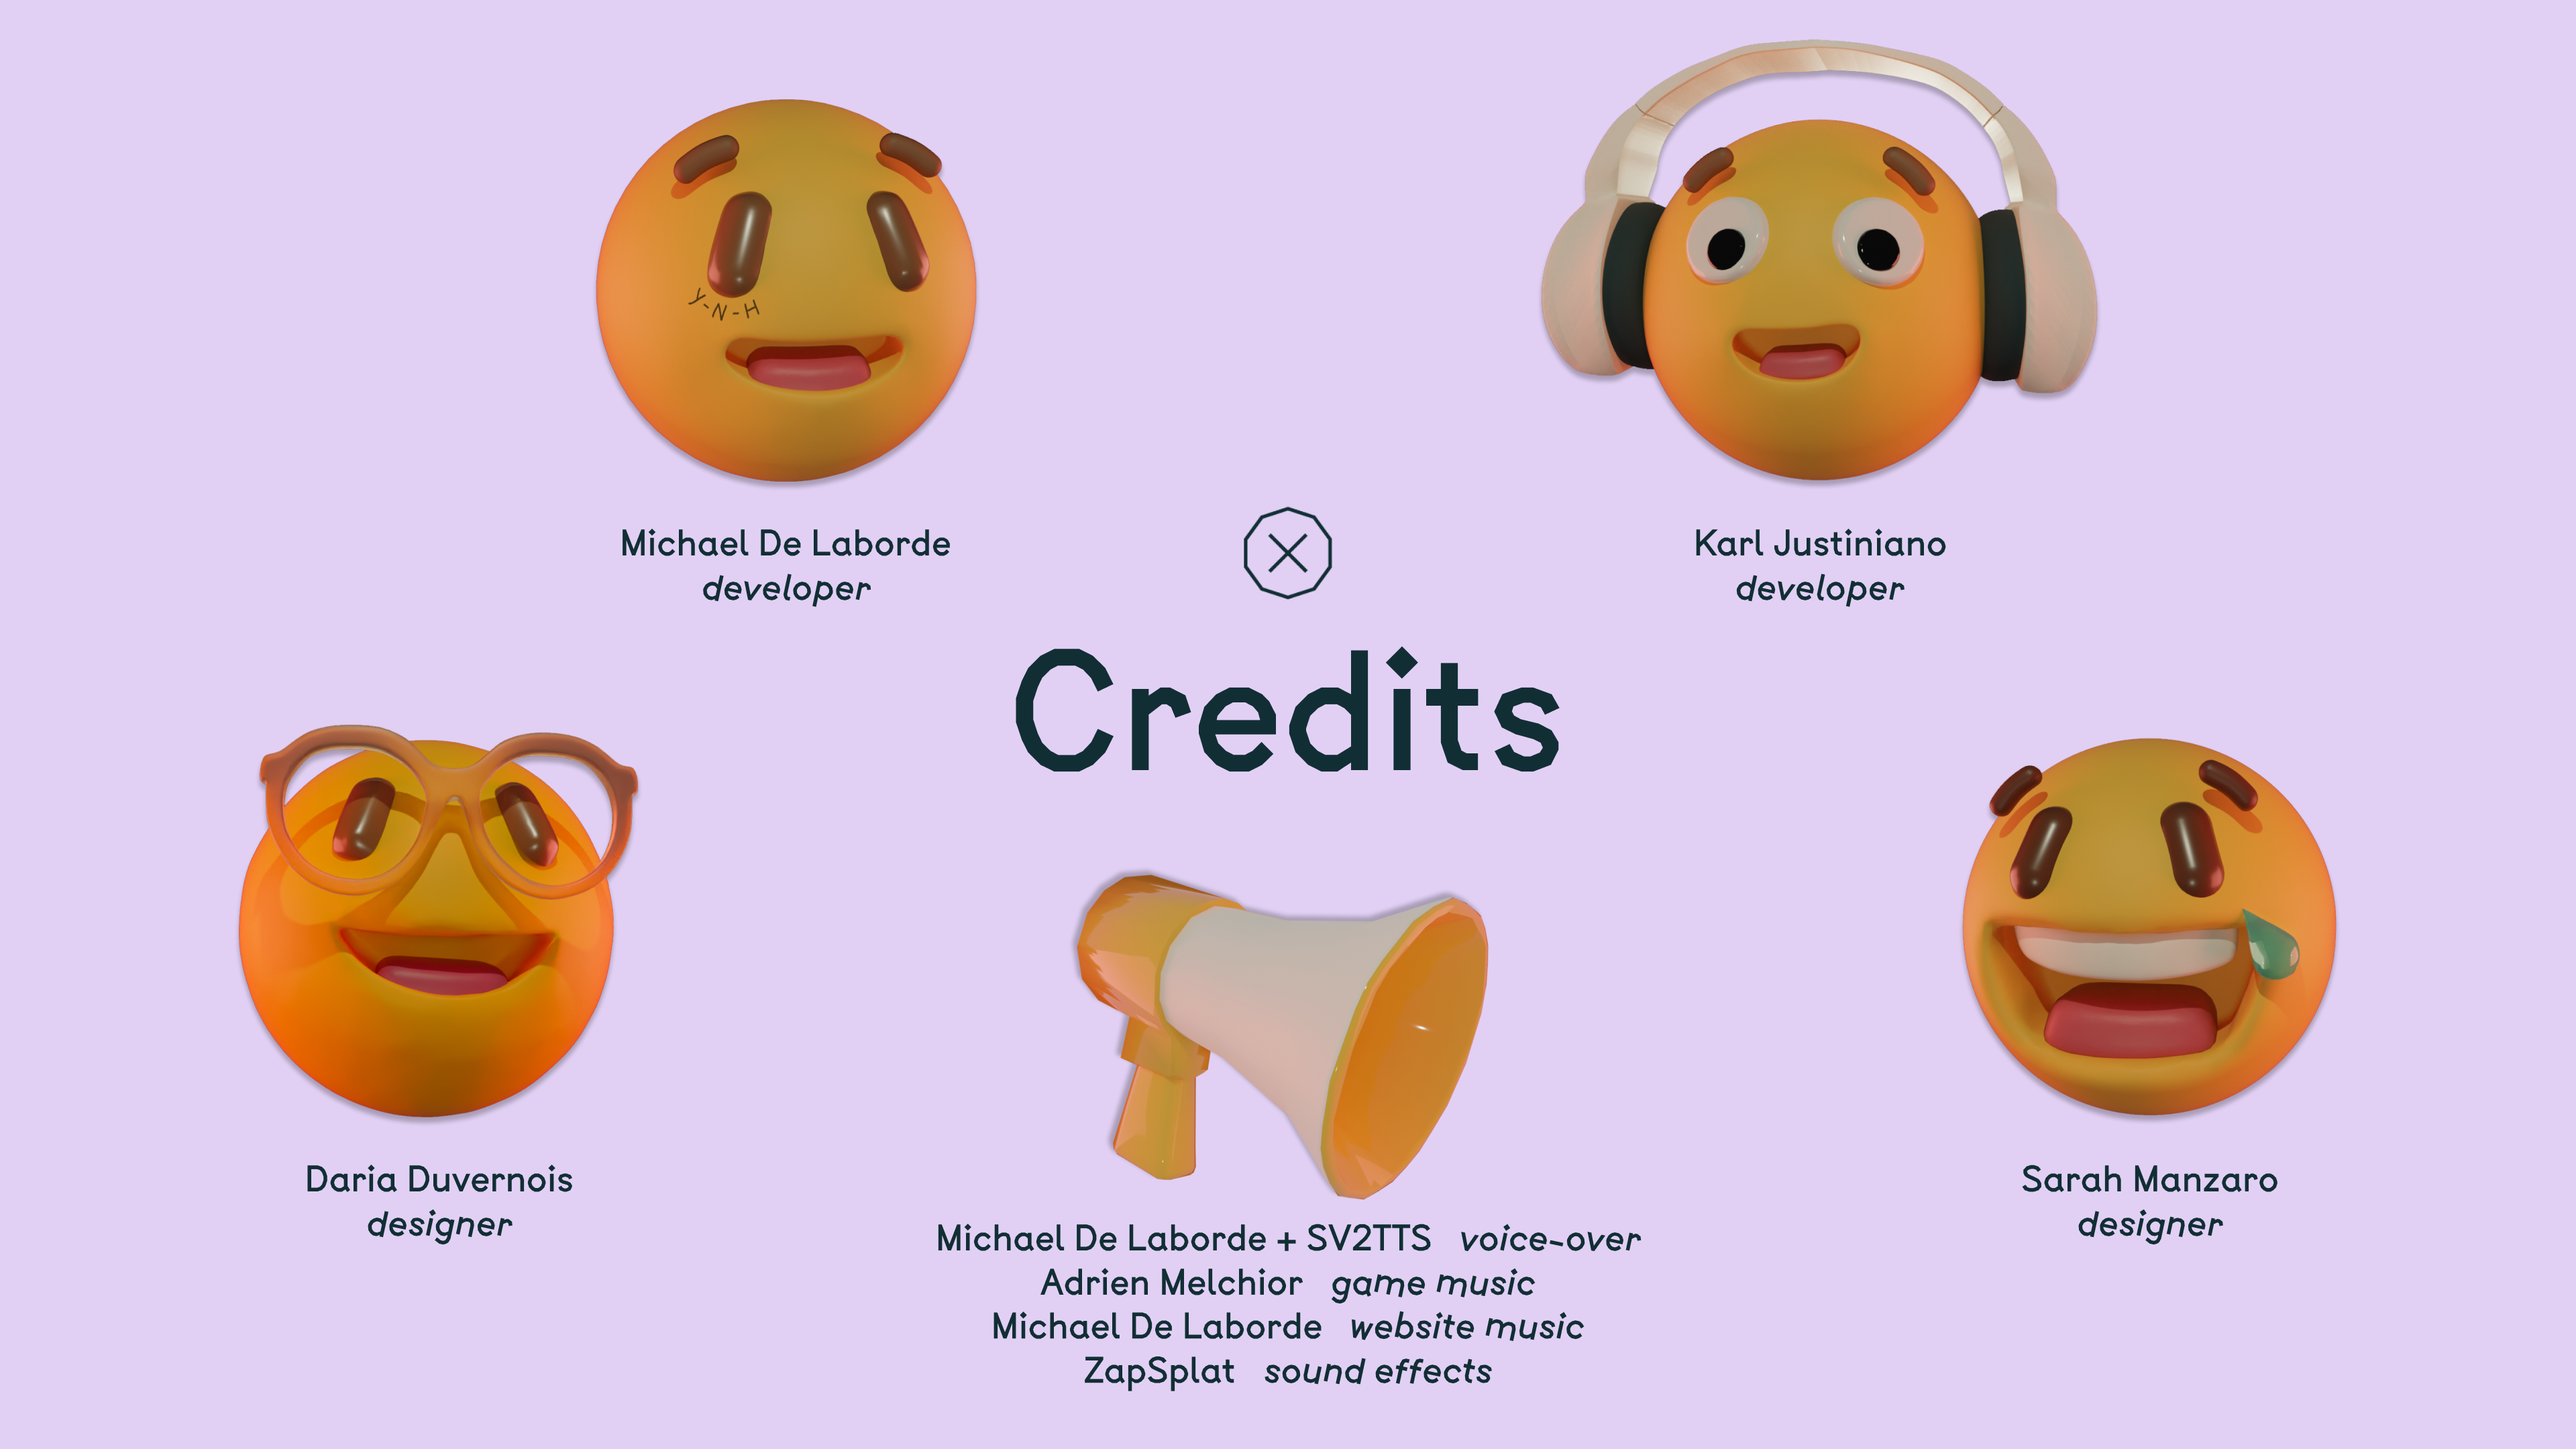 Y-N-H
Michael De Laborde
developer
Karl Justiniano
developer
Credits
Daria Duvernois
designer
Sarah Manzaro
designer
Michael De Laborde + SV2TTS voice-over
Adrien Melchior game music
Michael De Laborde website music
ZapSplat sound effects